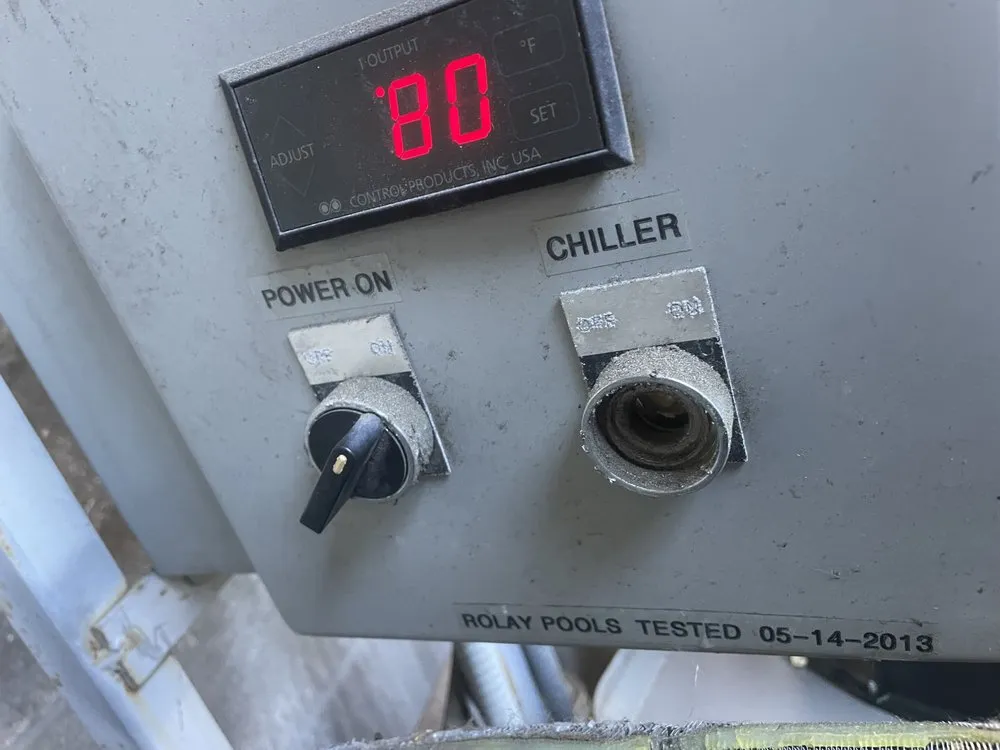 1 OUTPUT
°F
80
SET
ADJUST
CONTROL PRODUCTS, INC. USA
CHILLER
POWER ON
OFF ON
OFF ON
ROLAY POOLS TESTED 05-14-2013